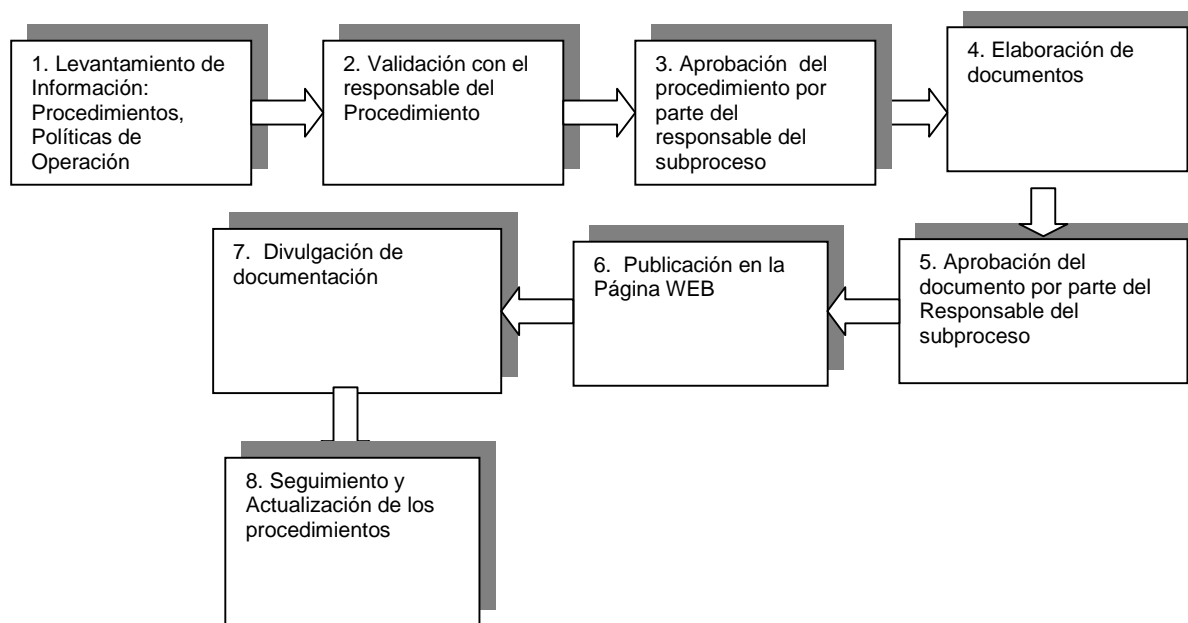 1. Levantamiento de
Información:
Procedimientos,
Políticas de
Operación
2. Validación con el
responsable del
Procedimiento
3. Aprobación del
procedimiento por
parte del
responsable del
subproceso
4. Elaboración de
documentos
5. Aprobación del
documento por parte del
Responsable del
subproceso
6. Publicación en la
Página WEB
7. Divulgación de
documentación
8. Seguimiento y
Actualización de los
procedimientos